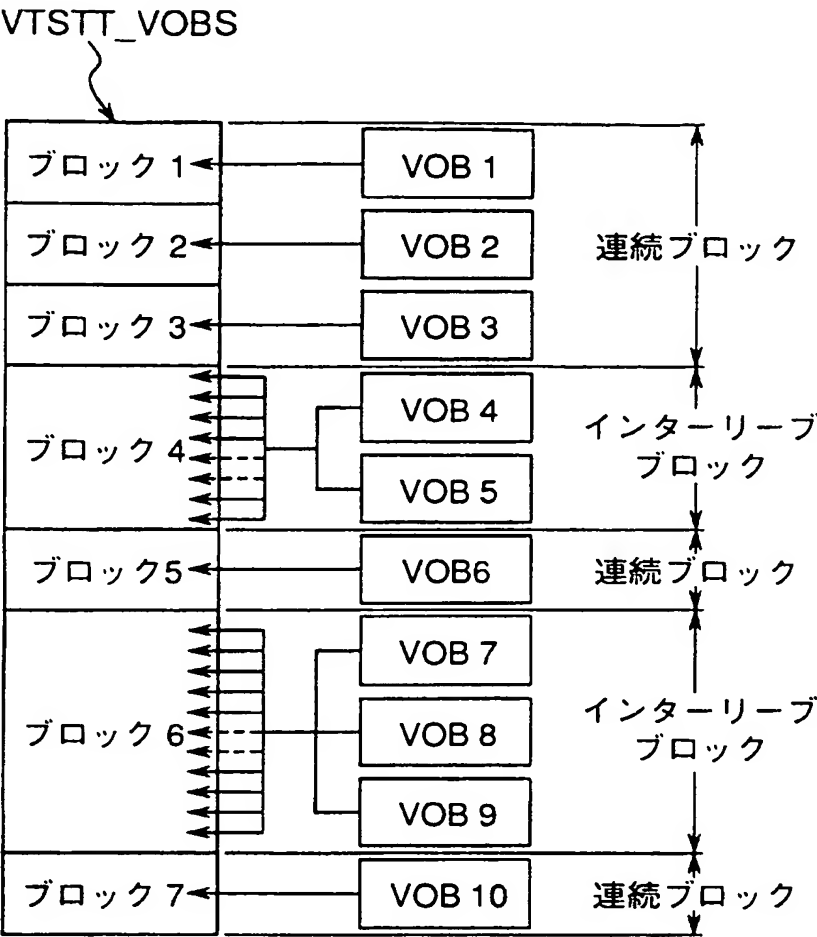 VTSTT_VOBS
ブロック 1
VOB 1
ブロック 2
VOB 2
連続ブロック
ブロック 3
VOB 3
ブロック 4
VOB 4
VOB 5
インターリーブ
ブロック
ブロック5
VOB6
連続ブロック
ブロック 6
VOB 7
VOB 8
VOB 9
インターリーブ
ブロック
ブロック 7
VOB 10
連続ブロック